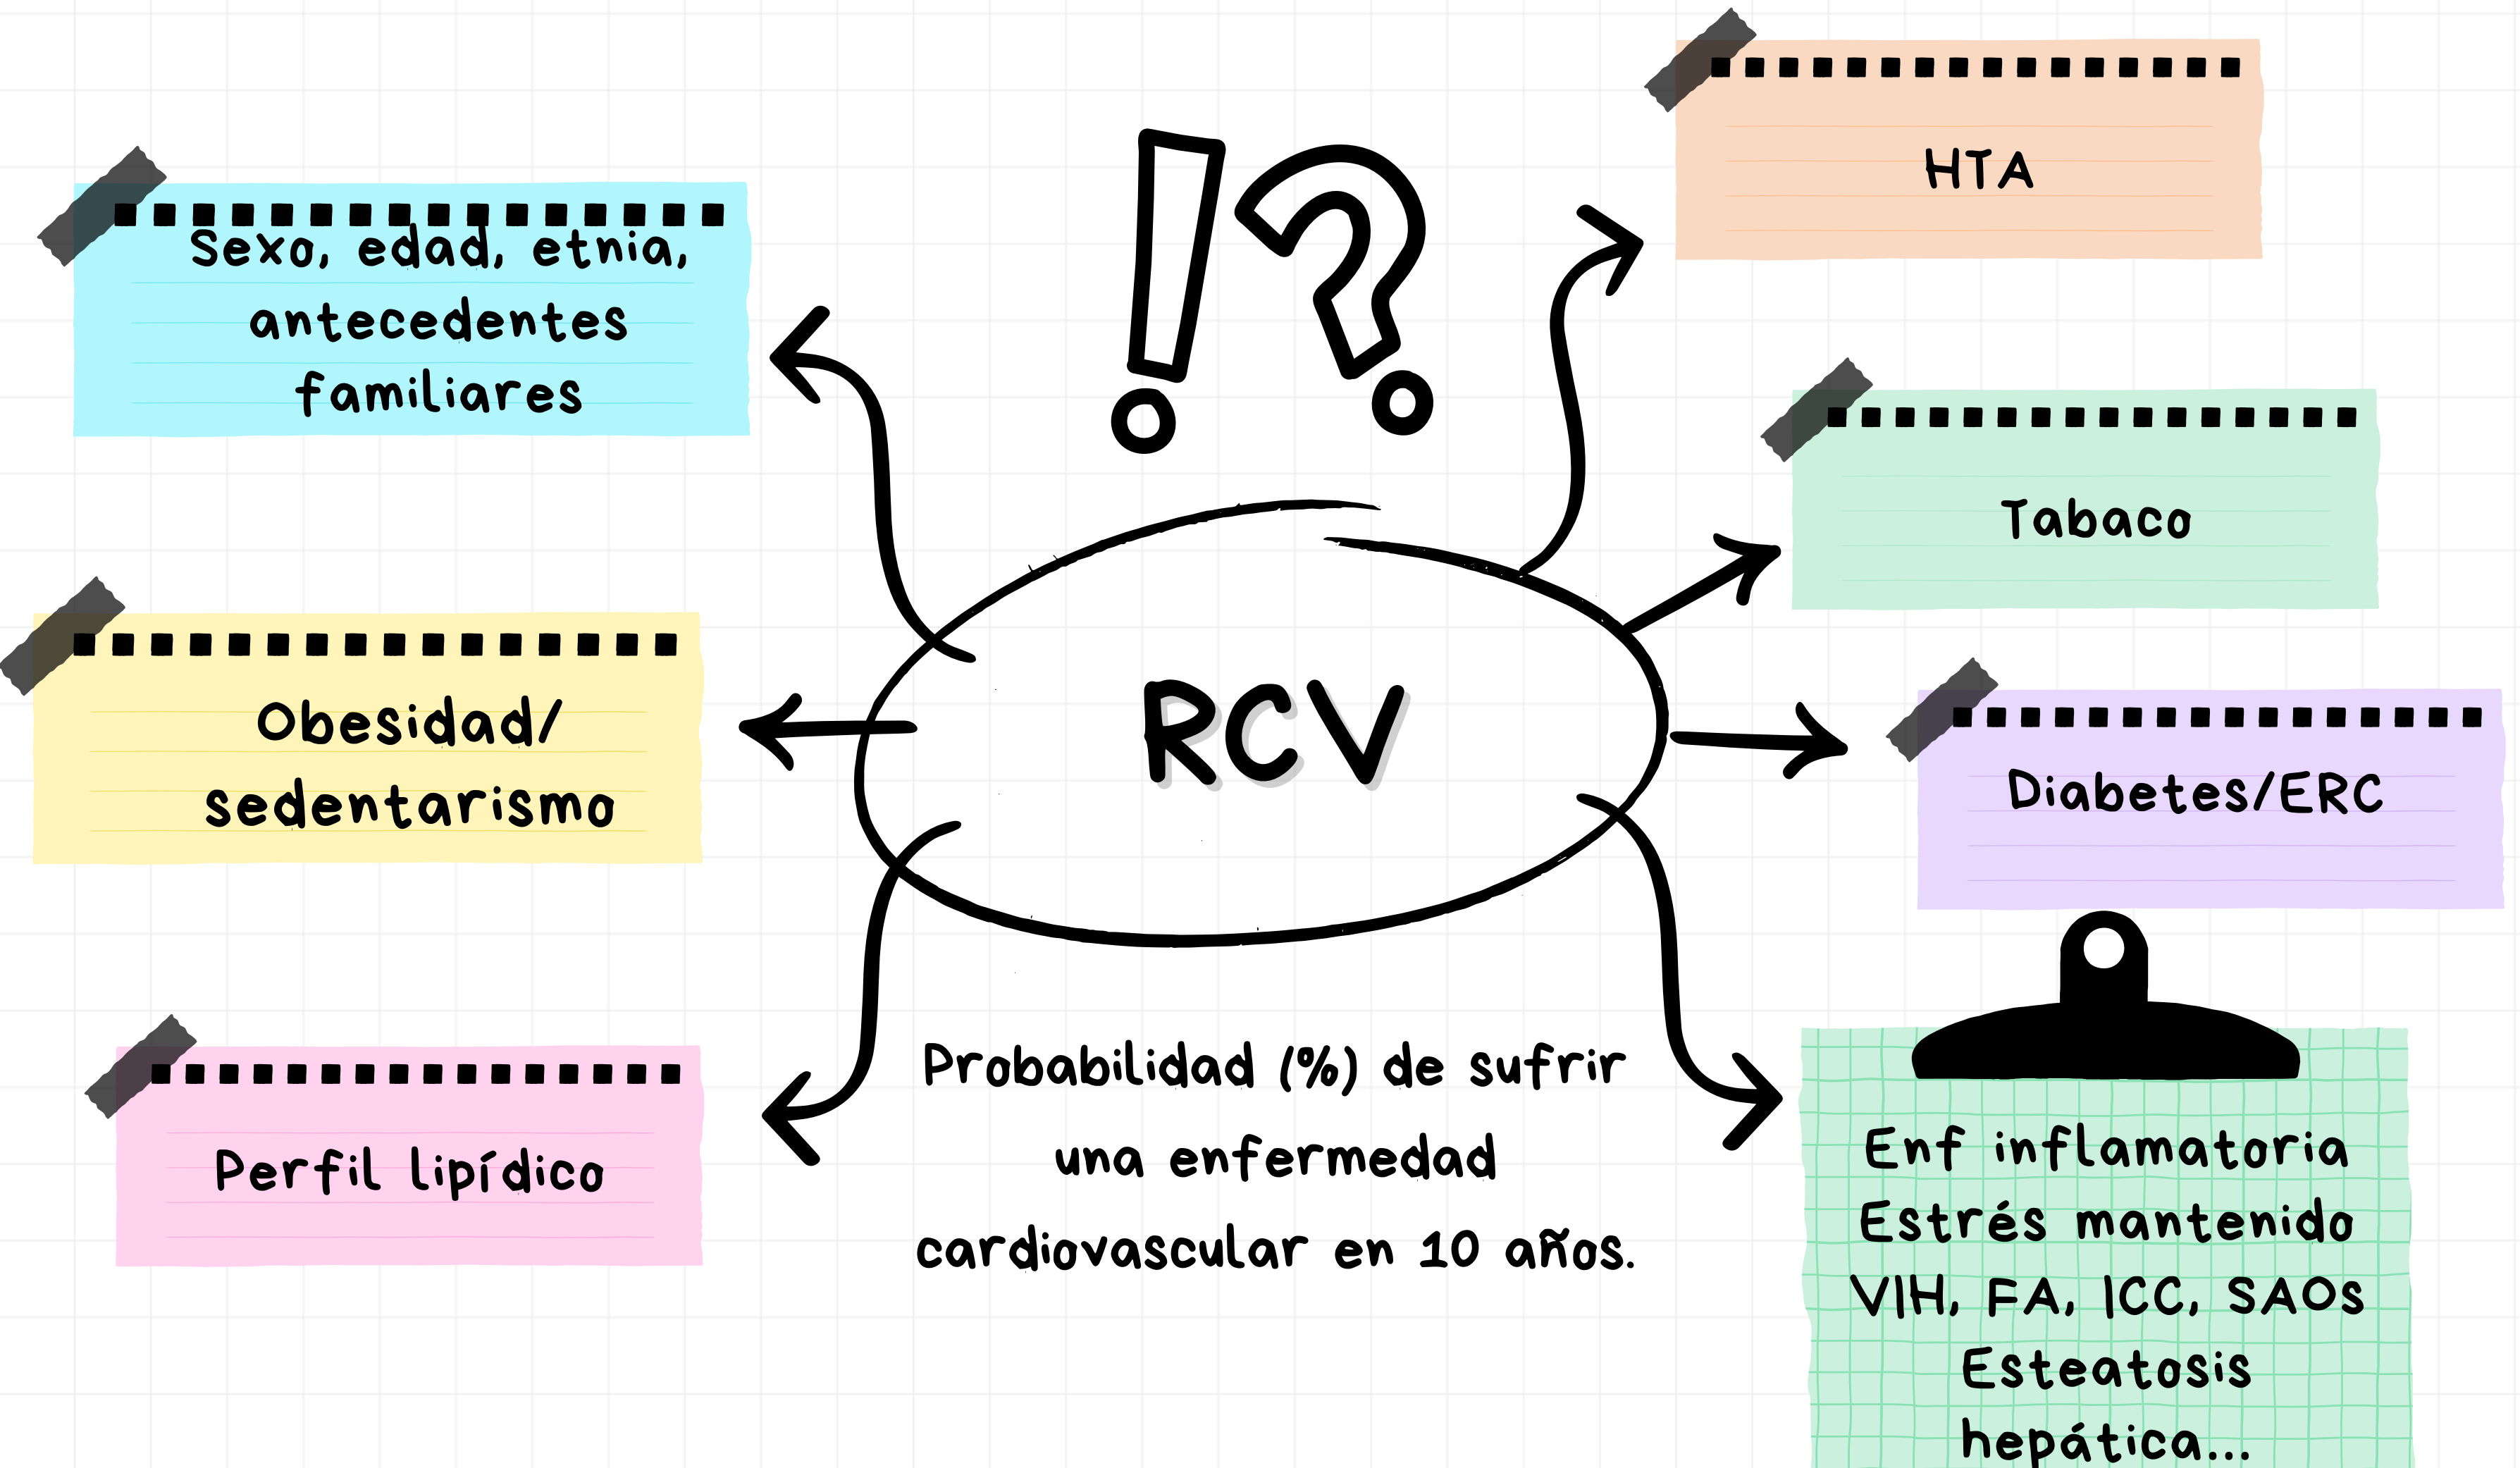 Sexo, edad, etnia,
antecedentes
familiares
Obesidad/
sedentarismo
Perfil lipídico
!?
RCV
Probabilidad (%) de sufrir
una enfermedad
cardiovascular en 10 años.
HTA
Tabaco
Diabetes/ERC
Enf inflamatoria
Estrés mantenido
VIH, FA, ICC, SAOs
Esteatosis
hepática...